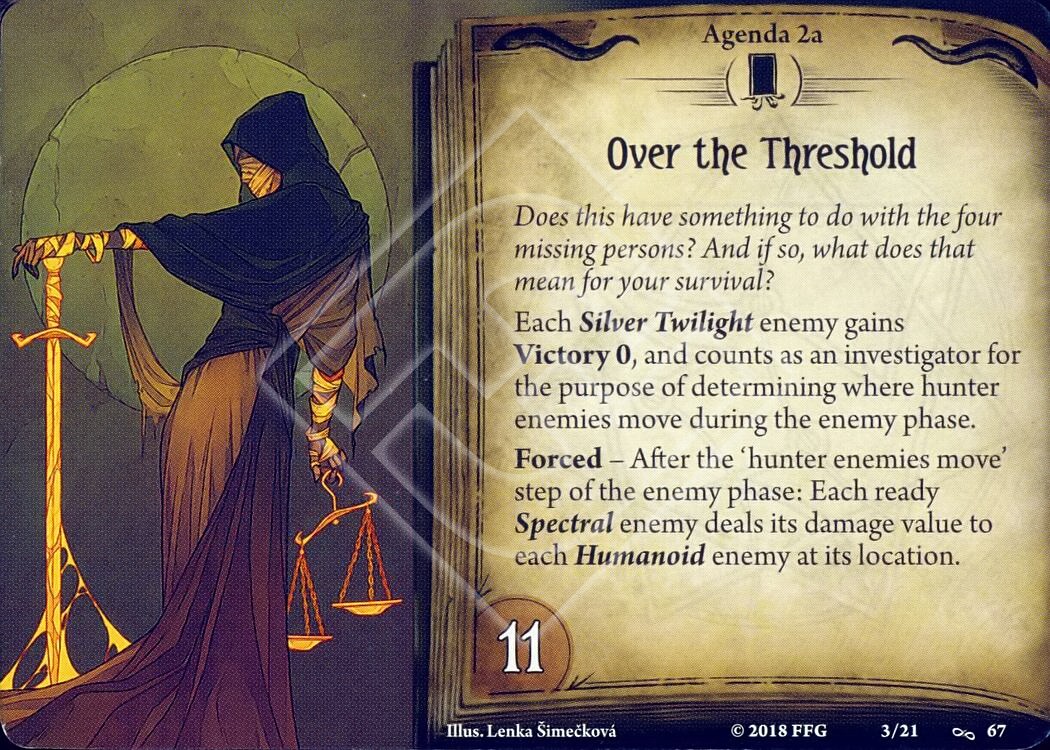 Agenda 2a
Over the Threshold
Does this have something to do with the four
missing persons? And if so, what does that
mean for your survival?
Each Silver Twilight enemy gains
Victory 0, and counts as an investigator for
the purpose of determining where hunter
enemies move during the enemy phase.
Forced – After the ‘hunter enemies move’
step of the enemy phase: Each ready
Spectral enemy deals its damage value to
each Humanoid enemy at its location.
11
Illus. Lenka Šimečková © 2018 FFG 3/21 67